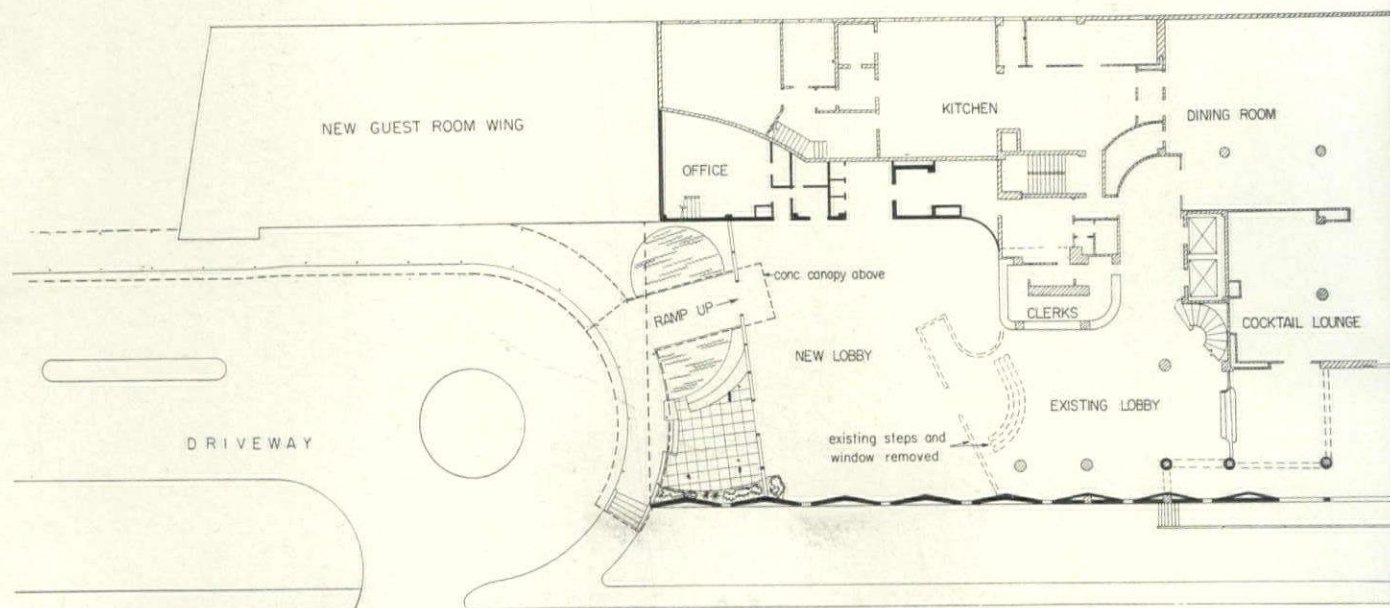 NEW GUEST ROOM WING
OFFICE
KITCHEN
DINING ROOM
conc. canopy above
RAMP UP
CLERKS
COCKTAIL LOUNGE
NEW LOBBY
EXISTING LOBBY
DRIVEWAY
existing steps and
window removed